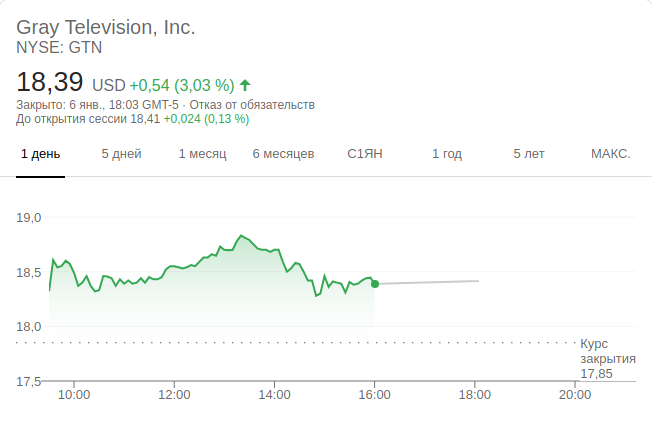 Gray Television, Inc.
NYSE: GTN
18,39 USD +0,54 (3,03 %)
Закрыто: 6 янв., 18:03 GMT-5 · Отказ от обязательств
До открытия сессии 18,41 +0,024 (0,13 %)
1 день 5 дней 1 месяц 6 месяцев С1ЯН 1 год 5 лет МАКС.
19,0
18,5
18,0
Курс
закрытия
17,85
17,5
10:00 12:00 14:00 16:00 18:00 20:00